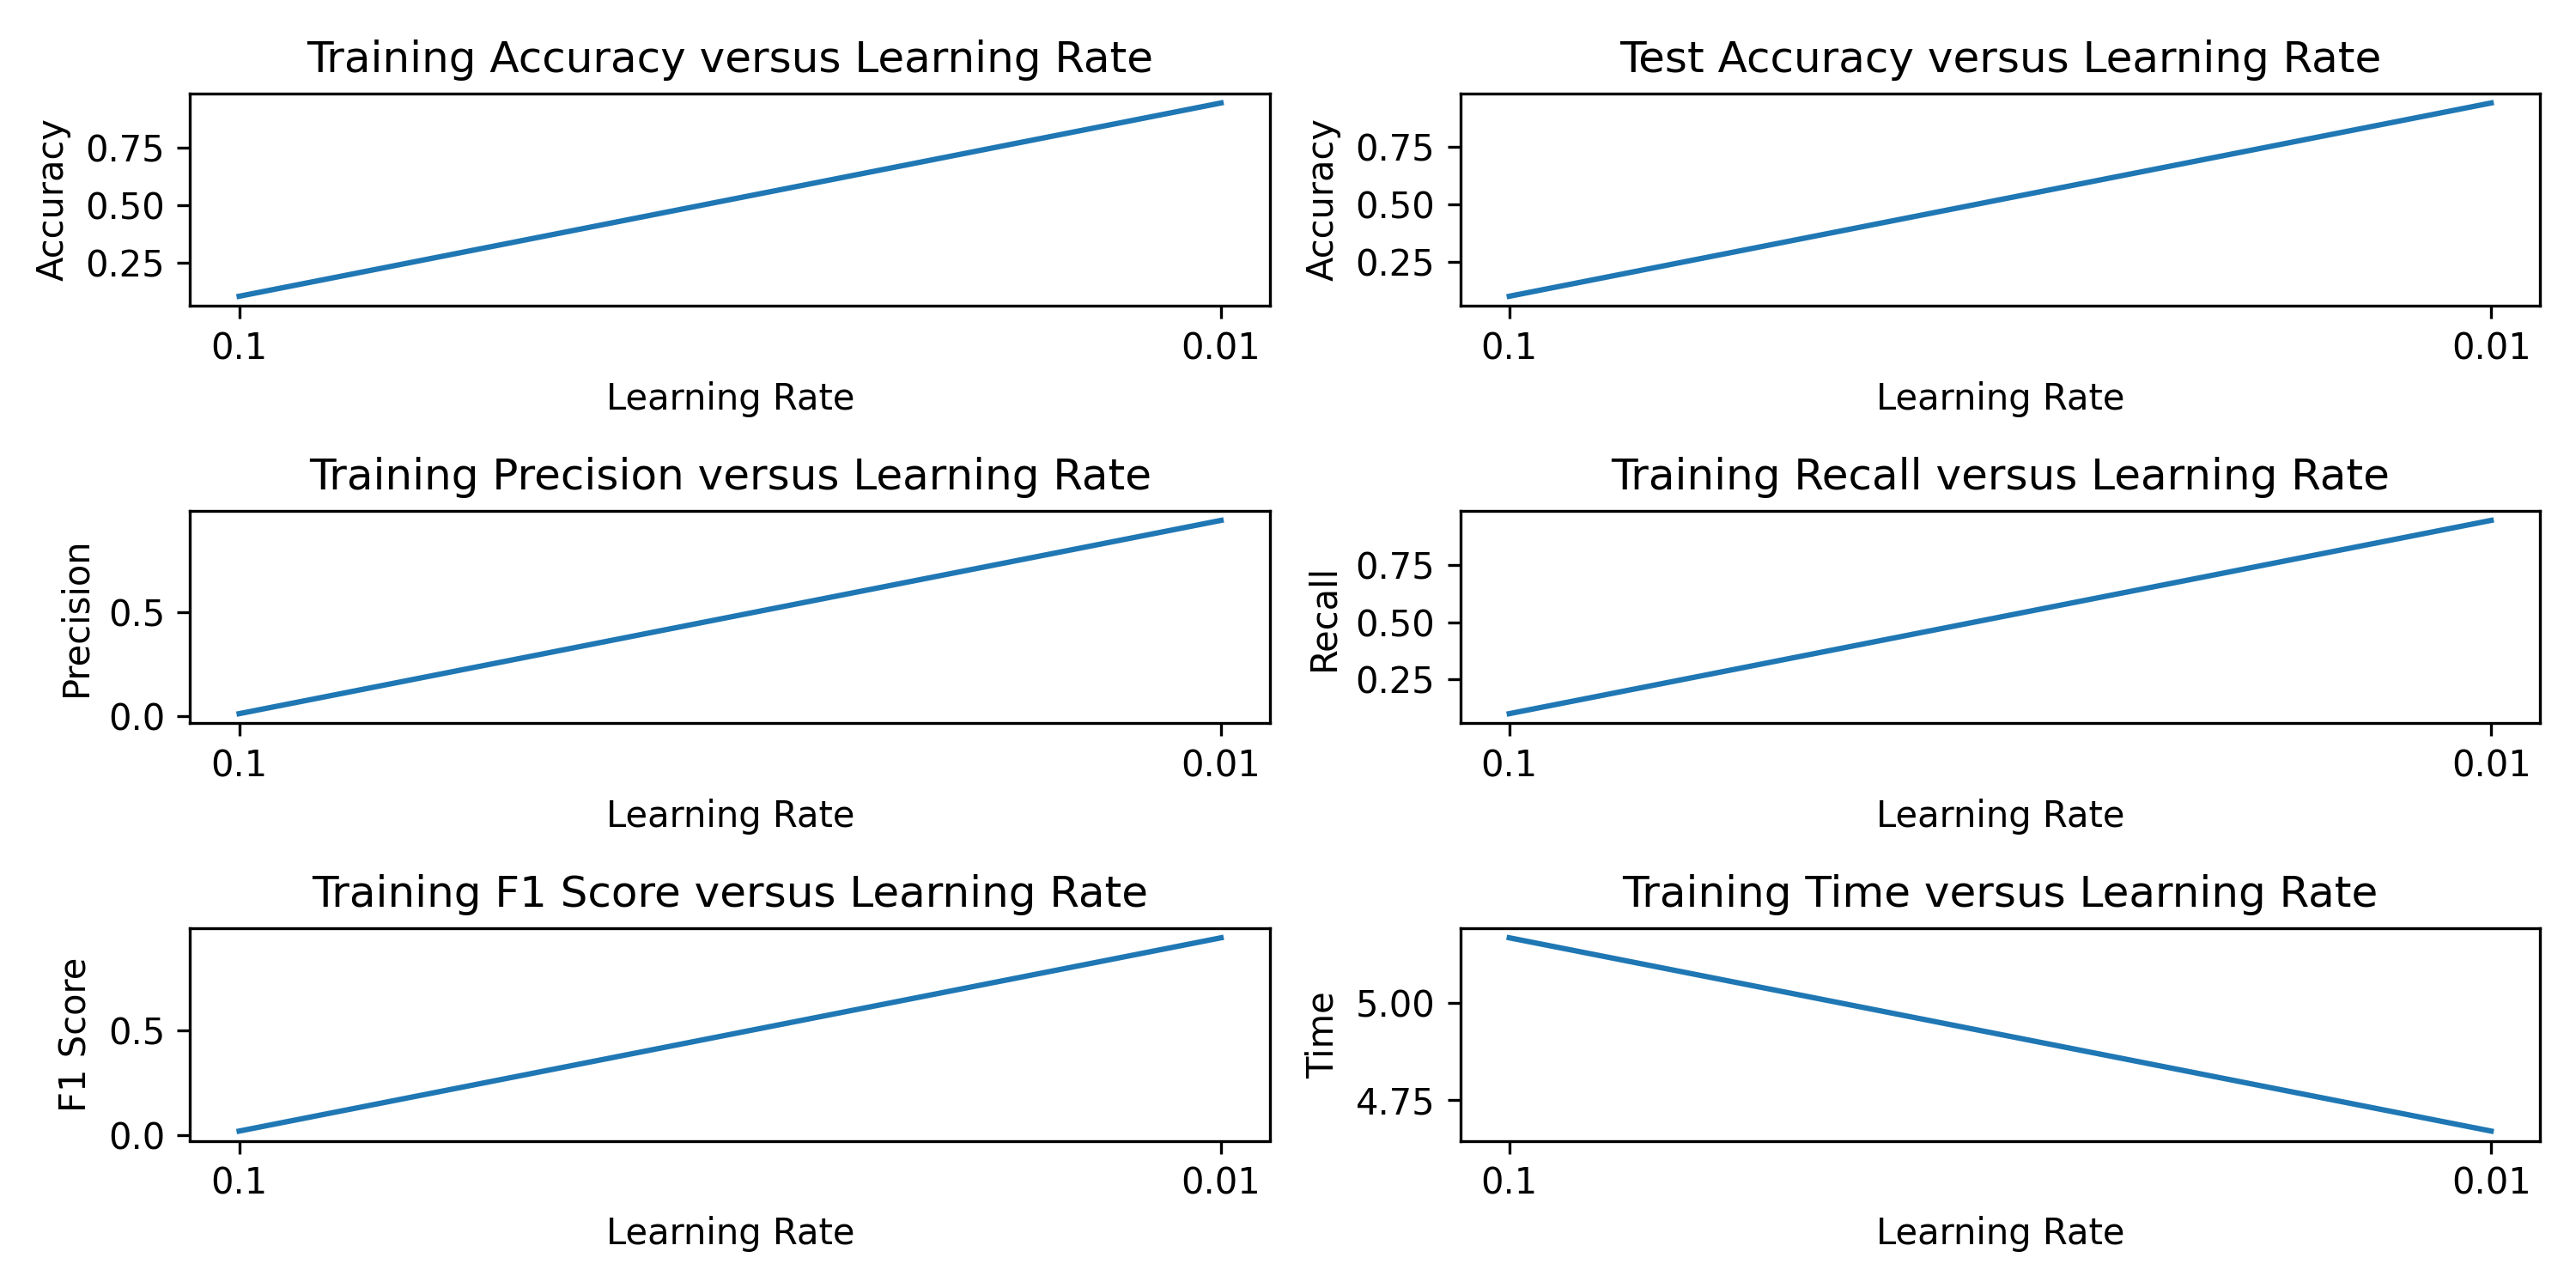 Training Accuracy versus Learning Rate
Accuracy
0.75
0.50
0.25
0.1
0.01
Learning Rate
Test Accuracy versus Learning Rate
Accuracy
0.75
0.50
0.25
0.1
0.01
Learning Rate
Training Precision versus Learning Rate
Precision
0.5
0.0
0.1
0.01
Learning Rate
Training Recall versus Learning Rate
Recall
0.75
0.50
0.25
0.1
0.01
Learning Rate
Training F1 Score versus Learning Rate
F1 Score
0.5
0.0
0.1
0.01
Learning Rate
Training Time versus Learning Rate
Time
5.00
4.75
0.1
0.01
Learning Rate